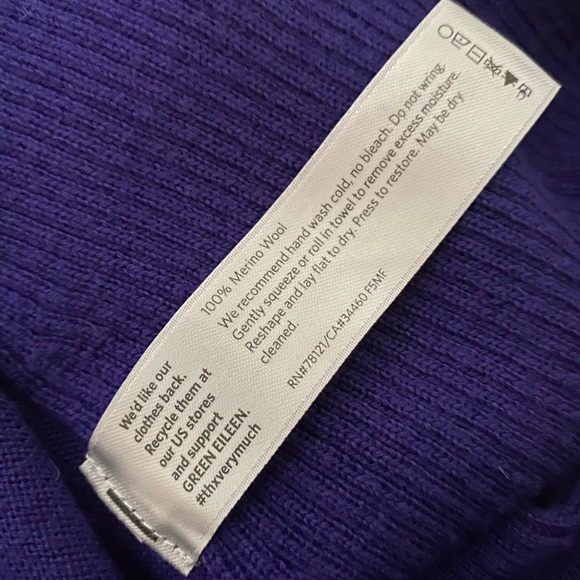 100% Merino Wool
We recommend hand wash cold, no bleach. Do not wring.
Gently squeeze or roll in towel to remove excess moisture.
Reshape and lay flat to dry. Press to restore. May be dry
cleaned.
RN#78121/CA#34460 F5MF
We'd like our
clothes back.
Recycle them at
our US stores
and support
GREEN EILEEN.
#thxverymuch